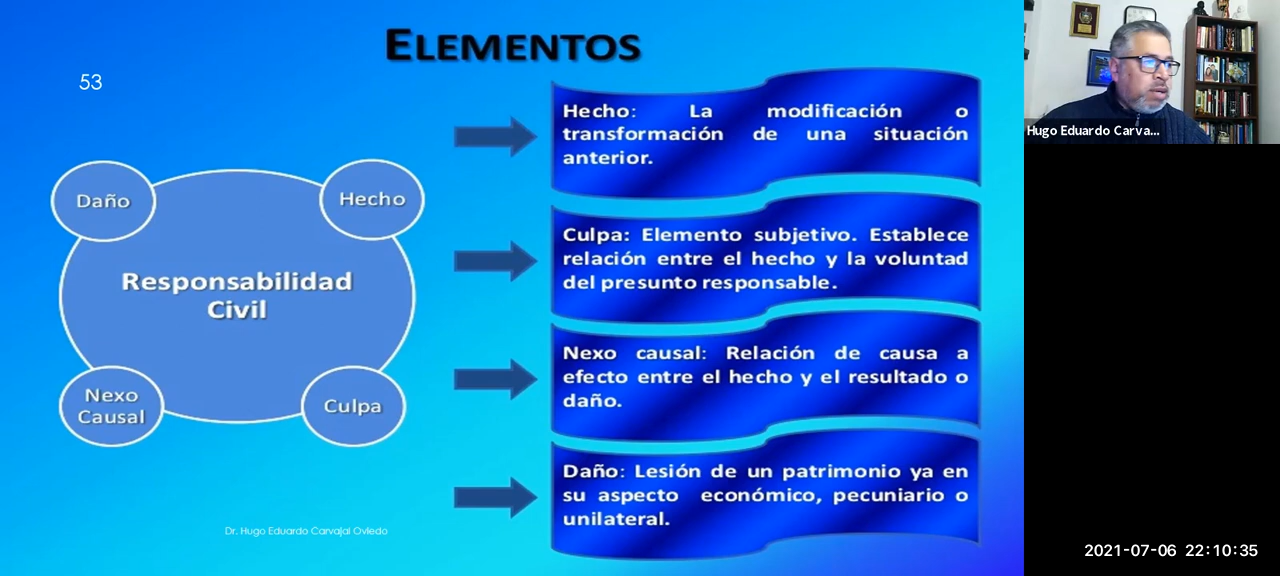 ELEMENTOS
53
Daño
Hecho
Responsabilidad
Civil
Nexo
Causal
Culpa
Hecho: La modificación o
transformación de una situación
anterior.
Culpa: Elemento subjetivo. Establece
relación entre el hecho y la voluntad
del presunto responsable.
Nexo causal: Relación de causa a
efecto entre el hecho y el resultado o
daño.
Daño: Lesión de un patrimonio ya en
su aspecto económico, pecuniario o
unilateral.
Dr. Hugo Eduardo Carvajal Oviedo
Hugo Eduardo Carva...
2021-07-06 22:10:35